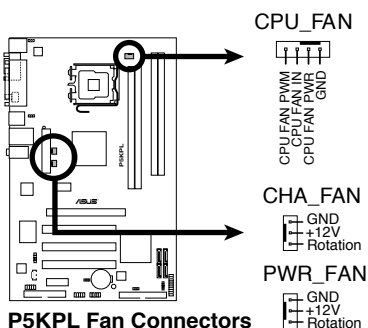 CPU_FAN
CPU FAN PWM
CPU FAN IN
CPU FAN PWR
GND
P5KPL
ASUS
CHA_FAN
GND
+12V
Rotation
PWR_FAN
GND
+12V
Rotation
P5KPL Fan Connectors